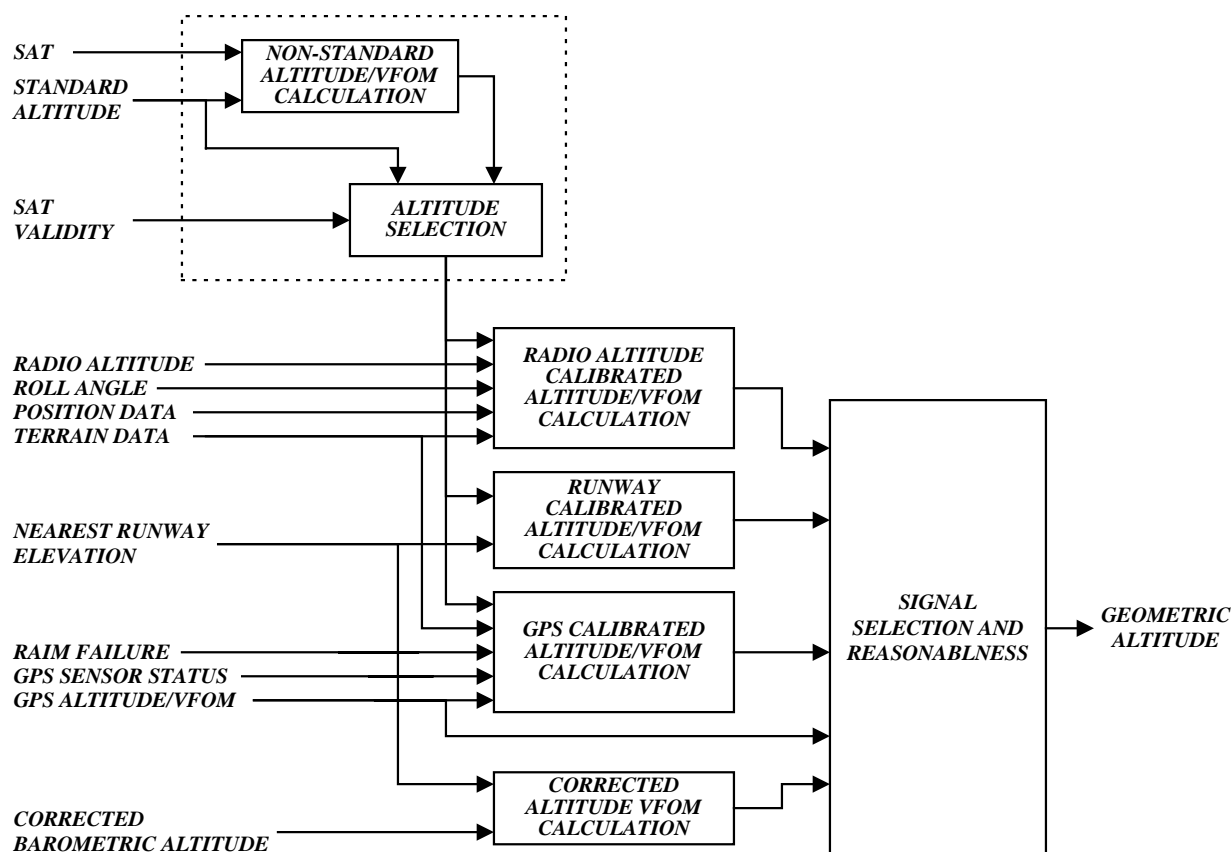 SAT
STANDARD
ALTITUDE
NON-STANDARD
ALTITUDE/VFOM
CALCULATION
SAT
VALIDITY
ALTITUDE
SELECTION
RADIO ALTITUDE
ROLL ANGLE
POSITION DATA
TERRAIN DATA
RADIO ALTITUDE
CALIBRATED
ALTITUDE/VFOM
CALCULATION
NEAREST RUNWAY
ELEVATION
RUNWAY
CALIBRATED
ALTITUDE/VFOM
CALCULATION
RAIM FAILURE
GPS SENSOR STATUS
GPS ALTITUDE/VFOM
GPS CALIBRATED
ALTITUDE/VFOM
CALCULATION
CORRECTED
BAROMETRIC ALTITUDE
CORRECTED
ALTITUDE VFOM
CALCULATION
SIGNAL
SELECTION AND
REASONABLNESS
GEOMETRIC
ALTITUDE